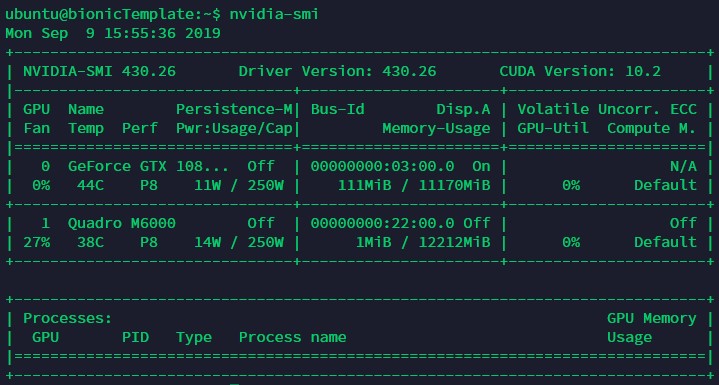 ubuntu@bionicTemplate:~$ nvidia-smi
Mon Sep  9 15:55:36 2019
+-----------------------------------------------------------------------------+
| NVIDIA-SMI 430.26       Driver Version: 430.26       CUDA Version: 10.2     |
|-------------------------------+----------------------+----------------------+
| GPU  Name        Persistence-M| Bus-Id        Disp.A | Volatile Uncorr. ECC |
| Fan  Temp  Perf  Pwr:Usage/Cap|         Memory-Usage | GPU-Util  Compute M. |
|===============================+======================+======================|
|   0  GeForce GTX 108...  Off  | 00000000:03:00.0  On |                  N/A |
|  0%   44C    P8    11W / 250W |    111MiB / 11170MiB |      0%      Default |
+-------------------------------+----------------------+----------------------+
|   1  Quadro M6000        Off  | 00000000:22:00.0 Off |                  Off |
| 27%   38C    P8    14W / 250W |      1MiB / 12212MiB |      0%      Default |
+-------------------------------+----------------------+----------------------+

+-----------------------------------------------------------------------------+
| Processes:                                                       GPU Memory |
|  GPU       PID   Type   Process name                             Usage      |
|=============================================================================|
+-----------------------------------------------------------------------------+